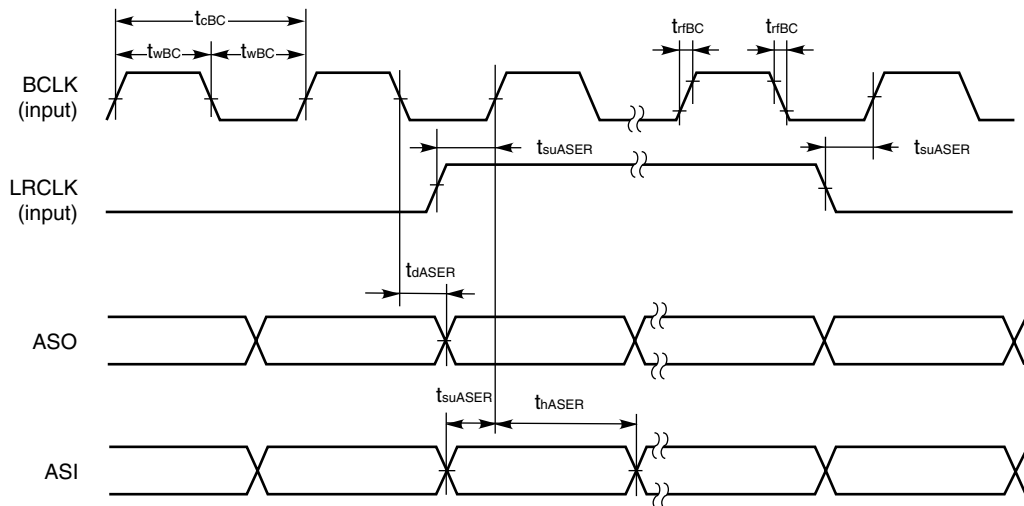 tcBC
twBC twBC
trfBC trfBC
BCLK
(input)
tsuASER tsuASER
LRCLK
(input)
tdASER
ASO
tsuASER
thASER
ASI